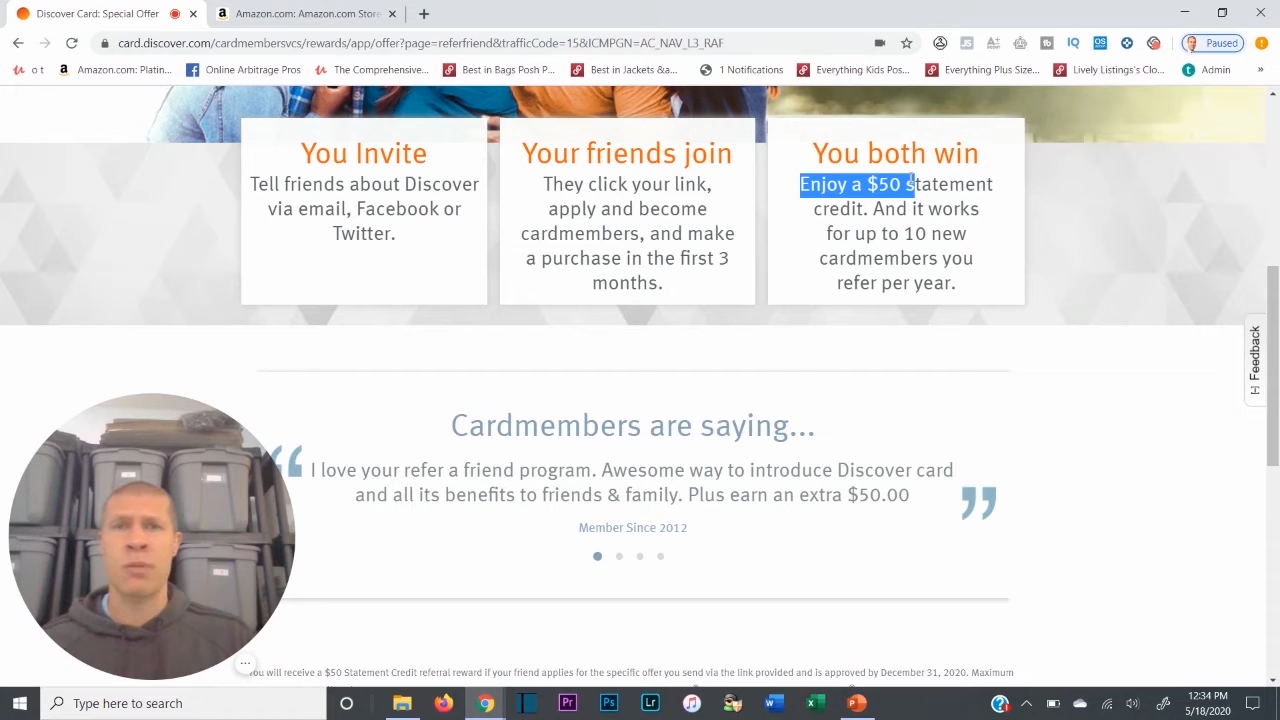 Discover Card: Special Offer
Amazon.com: Amazon.com Store
card.discover.com/cardmembersvcs/rewards/app/offer?page=referfriend&trafficCode=15&ICMPGN=AC_NAV_L3_RAF
Paused
o t
Amazon.com: Platin...
Online Arbitrage Pros
The Comprehensive...
Best in Bags Posh P...
Best in Jackets &a...
1 Notifications
Everything Kids Pos...
Everything Plus Size...
Lively Listings's Clo...
Admin
You Invite
Tell friends about Discover
via email, Facebook or
Twitter.
Your friends join
They click your link,
apply and become
cardmembers, and make
a purchase in the first 3
months.
You both win
Enjoy a $50 statement
credit. And it works
for up to 10 new
cardmembers you
refer per year.
Feedback
Cardmembers are saying...
“ I love your refer a friend program. Awesome way to introduce Discover card
and all its benefits to friends & family. Plus earn an extra $50.00 ”
Member Since 2012
You will receive a $50 Statement Credit referral reward if your friend applies for the specific offer you send via the link provided and is approved by December 31, 2020. Maximum
Type here to search
12:34 PM
5/18/2020